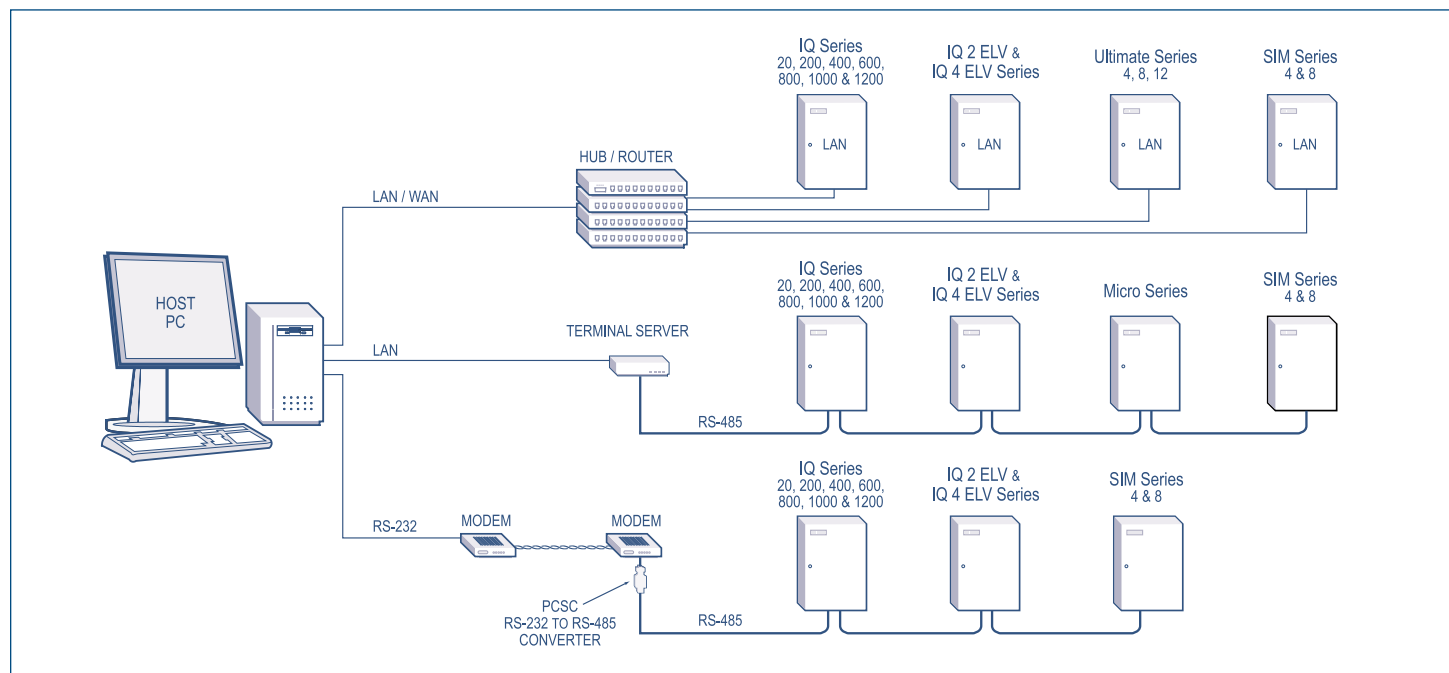 IQ Series
20, 200, 400, 600,
800, 1000 & 1200
IQ 2 ELV &
IQ 4 ELV Series
Ultimate Series
4, 8, 12
SIM Series
4 & 8
LAN
LAN
LAN
LAN
HUB / ROUTER
LAN / WAN
HOST
PC
IQ Series
20, 200, 400, 600,
800, 1000 & 1200
IQ 2 ELV &
IQ 4 ELV Series
Micro Series
SIM Series
4 & 8
TERMINAL SERVER
LAN
RS-485
IQ Series
20, 200, 400, 600,
800, 1000 & 1200
IQ 2 ELV &
IQ 4 ELV Series
SIM Series
4 & 8
RS-232
MODEM
MODEM
PCSC
RS-232 TO RS-485
CONVERTER
RS-485